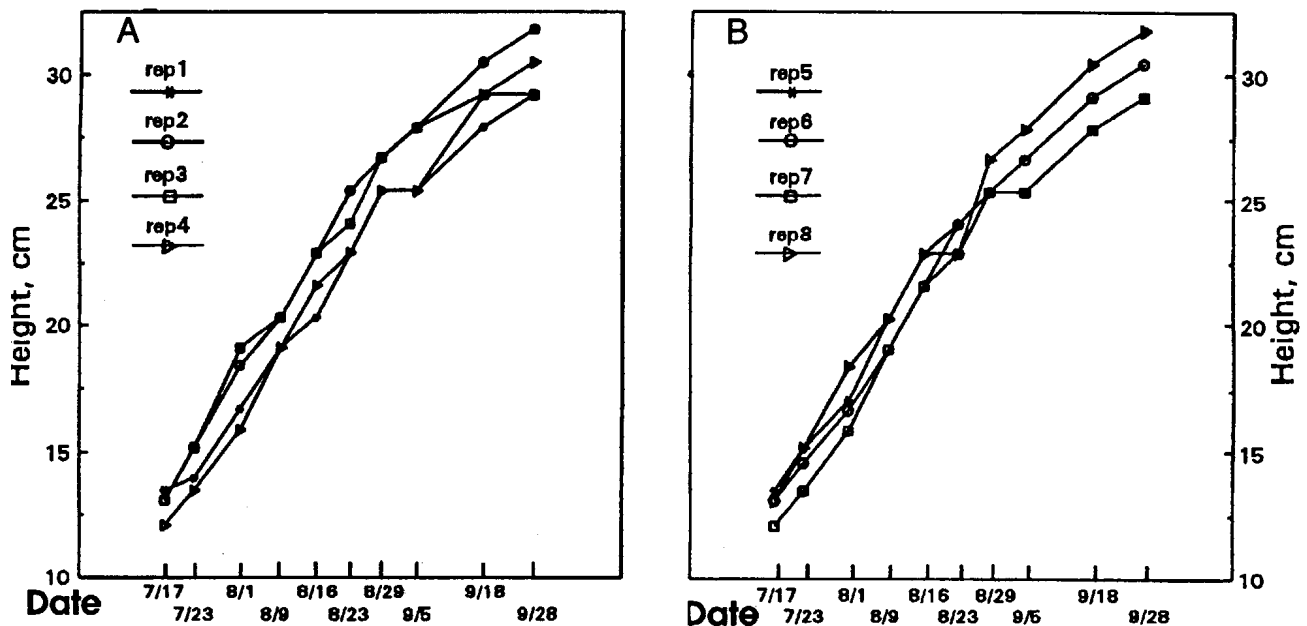 A
rep1
rep2
rep3
rep4
30
25
20
15
10
Height, cm
Date
7/17 8/1 8/16 8/29 9/18
7/23 8/9 8/23 9/5 9/28
B
rep5
rep6
rep7
rep8
30
25
20
15
10
Height, cm
Date
7/17 8/1 8/16 8/29 9/18
7/23 8/9 8/23 9/5 9/28